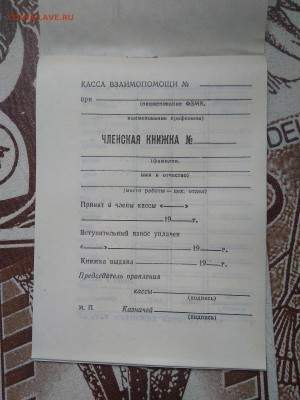 КАССА ВЗАИМОПОМОЩИ №
при
(наименование ФЗМК,
наименование профсоюза)
ЧЛЕНСКАЯ КНИЖКА №
(фамилия,
имя и отчество)
(место работы — цех, отдел)
Принят в члены кассы «——»
19 г.
Вступительный взнос уплачен
«——» 19 г.
Книжка выдана 19 г.
Председатель правления
кассы
(подпись)
М. П. Казначей
(подпись)